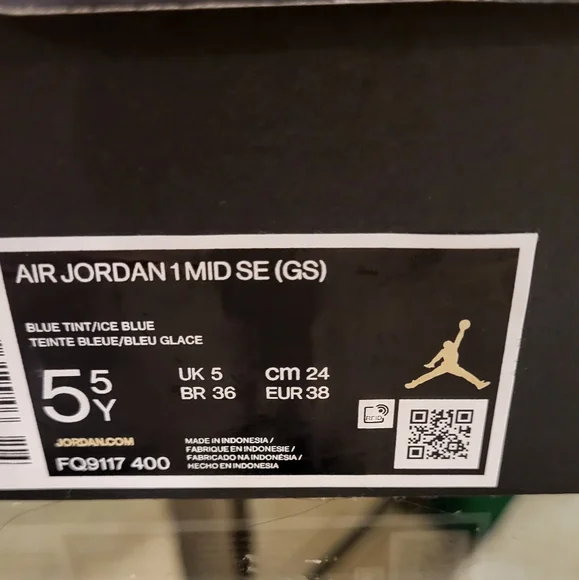 AIR JORDAN 1 MID SE (GS)
BLUE TINT/ICE BLUE
TEINTE BLEUE/BLEU GLACE
5 5Y
UK 5 cm 24
BR 36 EUR 38
JORDAN.COM
FQ9117 400
MADE IN INDONESIA /
FABRIQUE EN INDONESIE /
FABRICADO NA INDONÉSIA /
HECHO EN INDONESIA
RFID